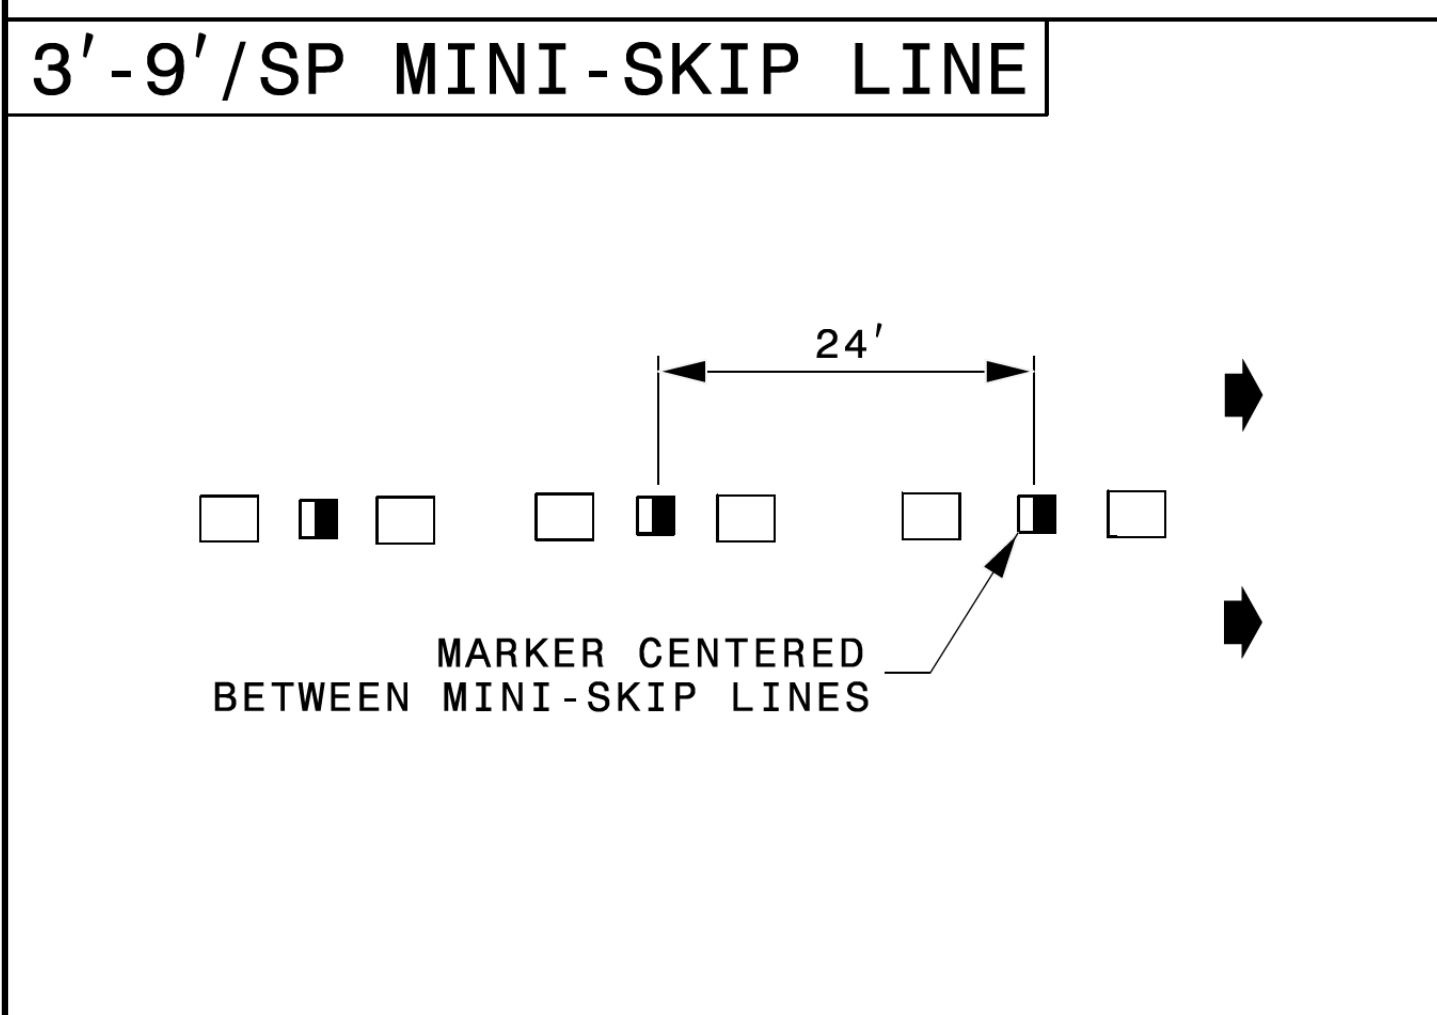 3'-9'/SP MINI-SKIP LINE
24'
MARKER CENTERED
BETWEEN MINI-SKIP LINES